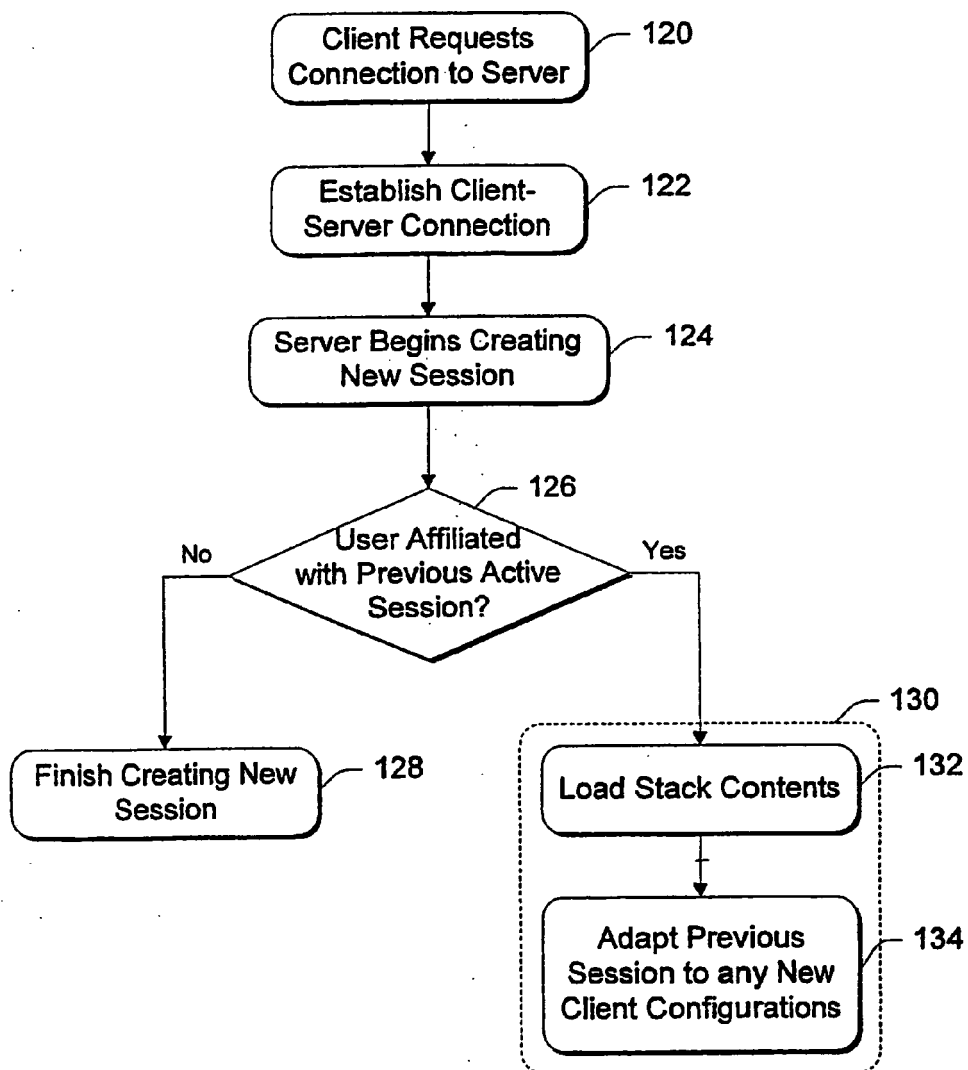 Client Requests
Connection to Server
120
Establish Client-
Server Connection
122
Server Begins Creating
New Session
124
126
User Affiliated
with Previous Active
Session?
No
Yes
130
Finish Creating New
Session
128
Load Stack Contents
132
Adapt Previous
Session to any New
Client Configurations
134